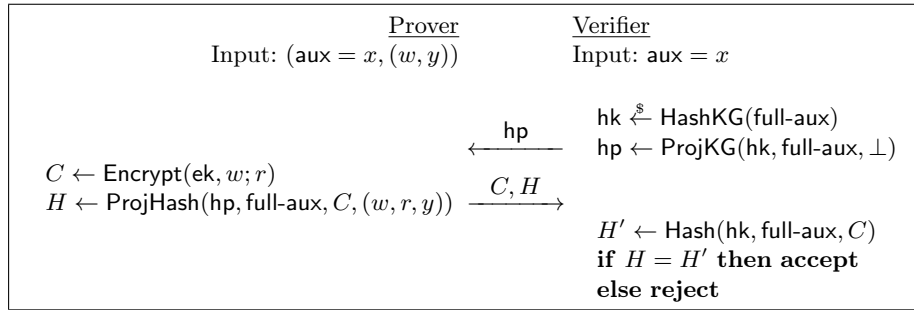 Prover Verifier
Input: (aux = x, (w, y)) Input: aux = x
hk ←$ HashKG(full-aux)
hp
hp ← ProjKG(hk, full-aux, ⊥)
C ← Encrypt(ek, w; r)
H ← ProjHash(hp, full-aux, C, (w, r, y)) C, H
H′ ← Hash(hk, full-aux, C)
if H = H′ then accept
else reject